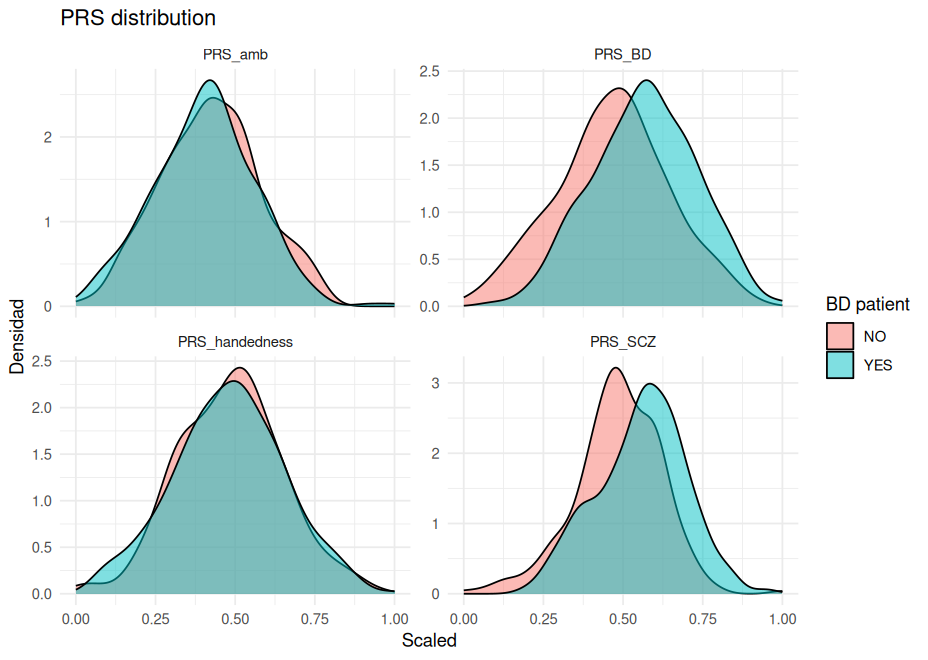 PRS distribution
PRS_amb
PRS_BD
2
1
0
2.5
2.0
1.5
1.0
0.5
0.0
PRS_handedness
PRS_SCZ
2.5
2.0
1.5
1.0
0.5
0.0
3
2
1
0
0.00 0.25 0.50 0.75 1.00
0.00 0.25 0.50 0.75 1.00
Scaled
Densidad
BD patient
NO
YES